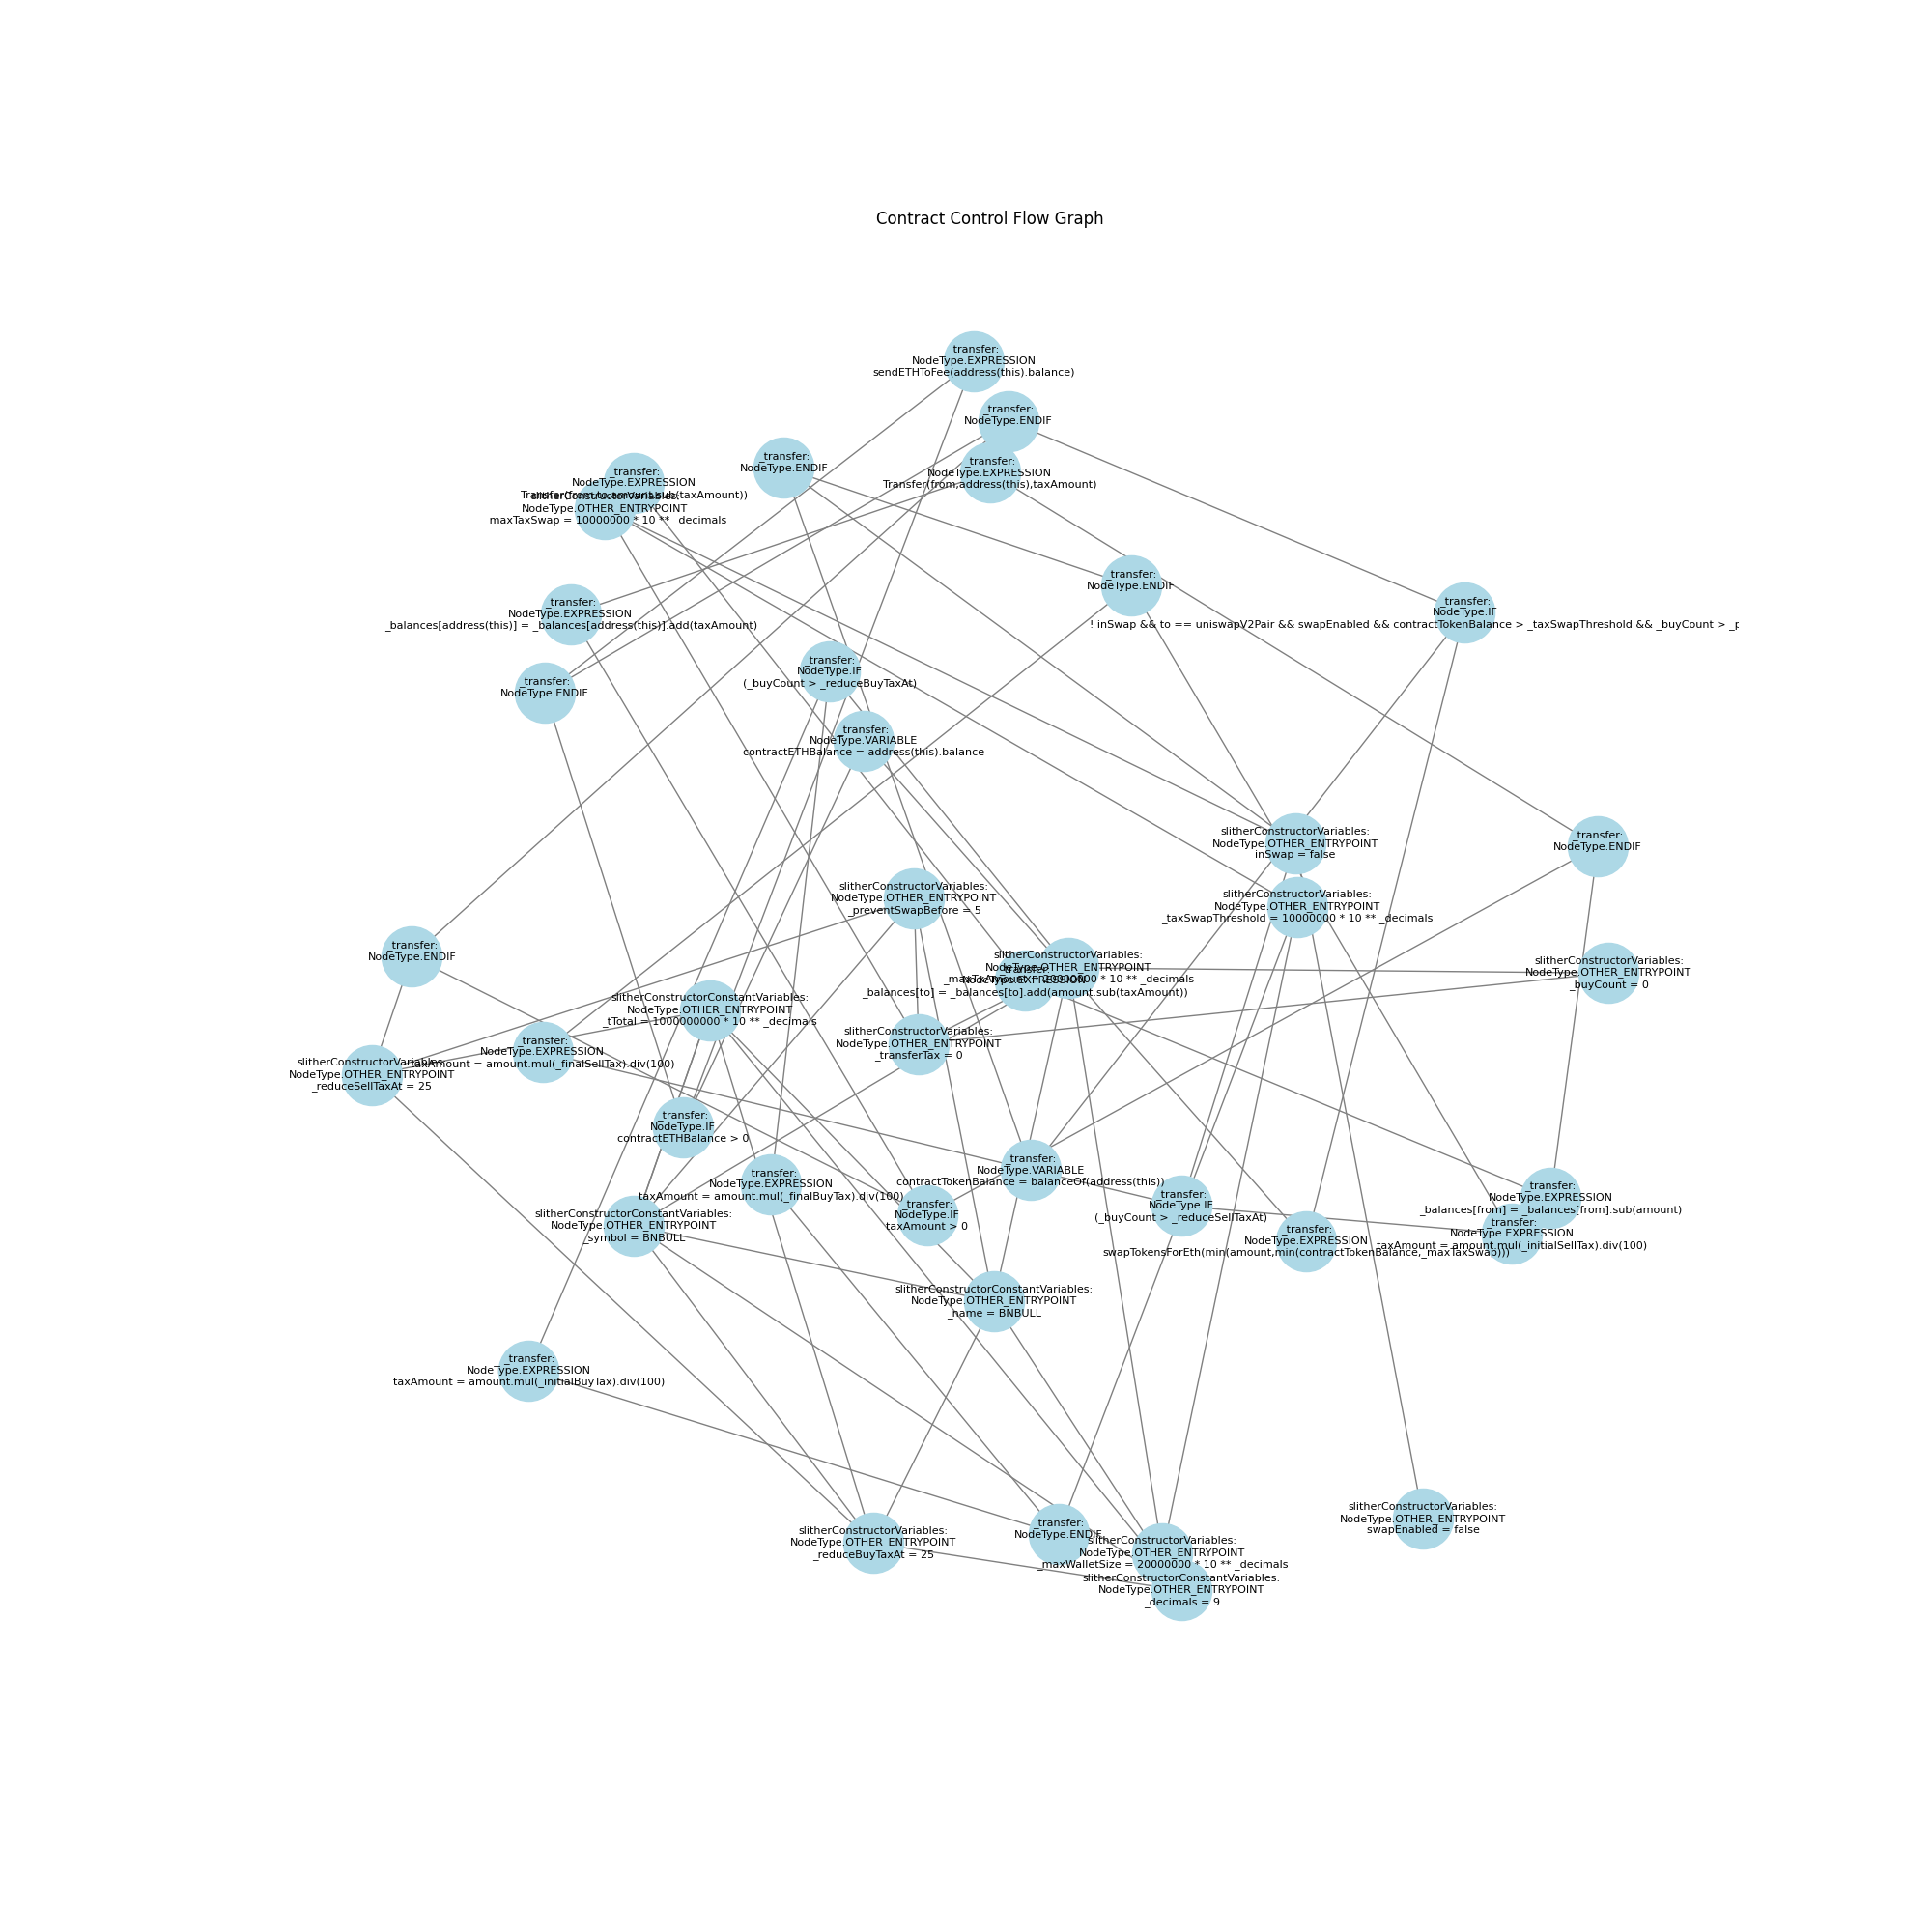 Contract Control Flow Graph
_transfer:
NodeType.EXPRESSION
sendETHToFee(address(this).balance)
_transfer:
NodeType.ENDIF
_transfer:
NodeType.ENDIF
_transfer:
NodeType.EXPRESSION
Transfer(from,address(this),taxAmount)
_transfer:
NodeType.EXPRESSION
Transfer(from,to,amount.sub(taxAmount))
slitherConstructorVariables:
NodeType.OTHER_ENTRYPOINT
_maxTaxSwap = 10000000 * 10 ** _decimals
_transfer:
NodeType.ENDIF
_transfer:
NodeType.EXPRESSION
_balances[address(this)] = _balances[address(this)].add(taxAmount)
_transfer:
NodeType.IF
! inSwap && to == uniswapV2Pair && swapEnabled && contractTokenBalance > _taxSwapThreshold && _buyCount > _p
_transfer:
NodeType.IF
(_buyCount > _reduceBuyTaxAt)
_transfer:
NodeType.ENDIF
_transfer:
NodeType.VARIABLE
contractETHBalance = address(this).balance
slitherConstructorVariables:
NodeType.OTHER_ENTRYPOINT
inSwap = false
_transfer:
NodeType.ENDIF
slitherConstructorVariables:
NodeType.OTHER_ENTRYPOINT
_preventSwapBefore = 5
slitherConstructorVariables:
NodeType.OTHER_ENTRYPOINT
_taxSwapThreshold = 10000000 * 10 ** _decimals
_transfer:
NodeType.ENDIF
slitherConstructorVariables:
NodeType.OTHER_ENTRYPOINT
_maxTxAmount = 20000000 * 10 ** _decimals
_transfer:
NodeType.EXPRESSION
_balances[to] = _balances[to].add(amount.sub(taxAmount))
slitherConstructorVariables:
NodeType.OTHER_ENTRYPOINT
_buyCount = 0
slitherConstructorConstantVariables:
NodeType.OTHER_ENTRYPOINT
_tTotal = 1000000000 * 10 ** _decimals
slitherConstructorVariables:
NodeType.OTHER_ENTRYPOINT
_transferTax = 0
_transfer:
NodeType.EXPRESSION
taxAmount = amount.mul(_finalSellTax).div(100)
slitherConstructorVariables:
NodeType.OTHER_ENTRYPOINT
_reduceSellTaxAt = 25
_transfer:
NodeType.IF
contractETHBalance > 0
_transfer:
NodeType.VARIABLE
contractTokenBalance = balanceOf(address(this))
_transfer:
NodeType.EXPRESSION
taxAmount = amount.mul(_finalBuyTax).div(100)
_transfer:
NodeType.IF
taxAmount > 0
_transfer:
NodeType.IF
(_buyCount > _reduceSellTaxAt)
_transfer:
NodeType.EXPRESSION
_balances[from] = _balances[from].sub(amount)
slitherConstructorConstantVariables:
NodeType.OTHER_ENTRYPOINT
_symbol = BNBULL
_transfer:
NodeType.EXPRESSION
taxAmount = amount.mul(_initialSellTax).div(100)
_transfer:
NodeType.EXPRESSION
swapTokensForEth(min(amount,min(contractTokenBalance,_maxTaxSwap)))
slitherConstructorConstantVariables:
NodeType.OTHER_ENTRYPOINT
_name = BNBULL
_transfer:
NodeType.EXPRESSION
taxAmount = amount.mul(_initialBuyTax).div(100)
slitherConstructorVariables:
NodeType.OTHER_ENTRYPOINT
swapEnabled = false
_transfer:
NodeType.ENDIF
slitherConstructorVariables:
NodeType.OTHER_ENTRYPOINT
_reduceBuyTaxAt = 25
slitherConstructorVariables:
NodeType.OTHER_ENTRYPOINT
_maxWalletSize = 20000000 * 10 ** _decimals
slitherConstructorConstantVariables:
NodeType.OTHER_ENTRYPOINT
_decimals = 9